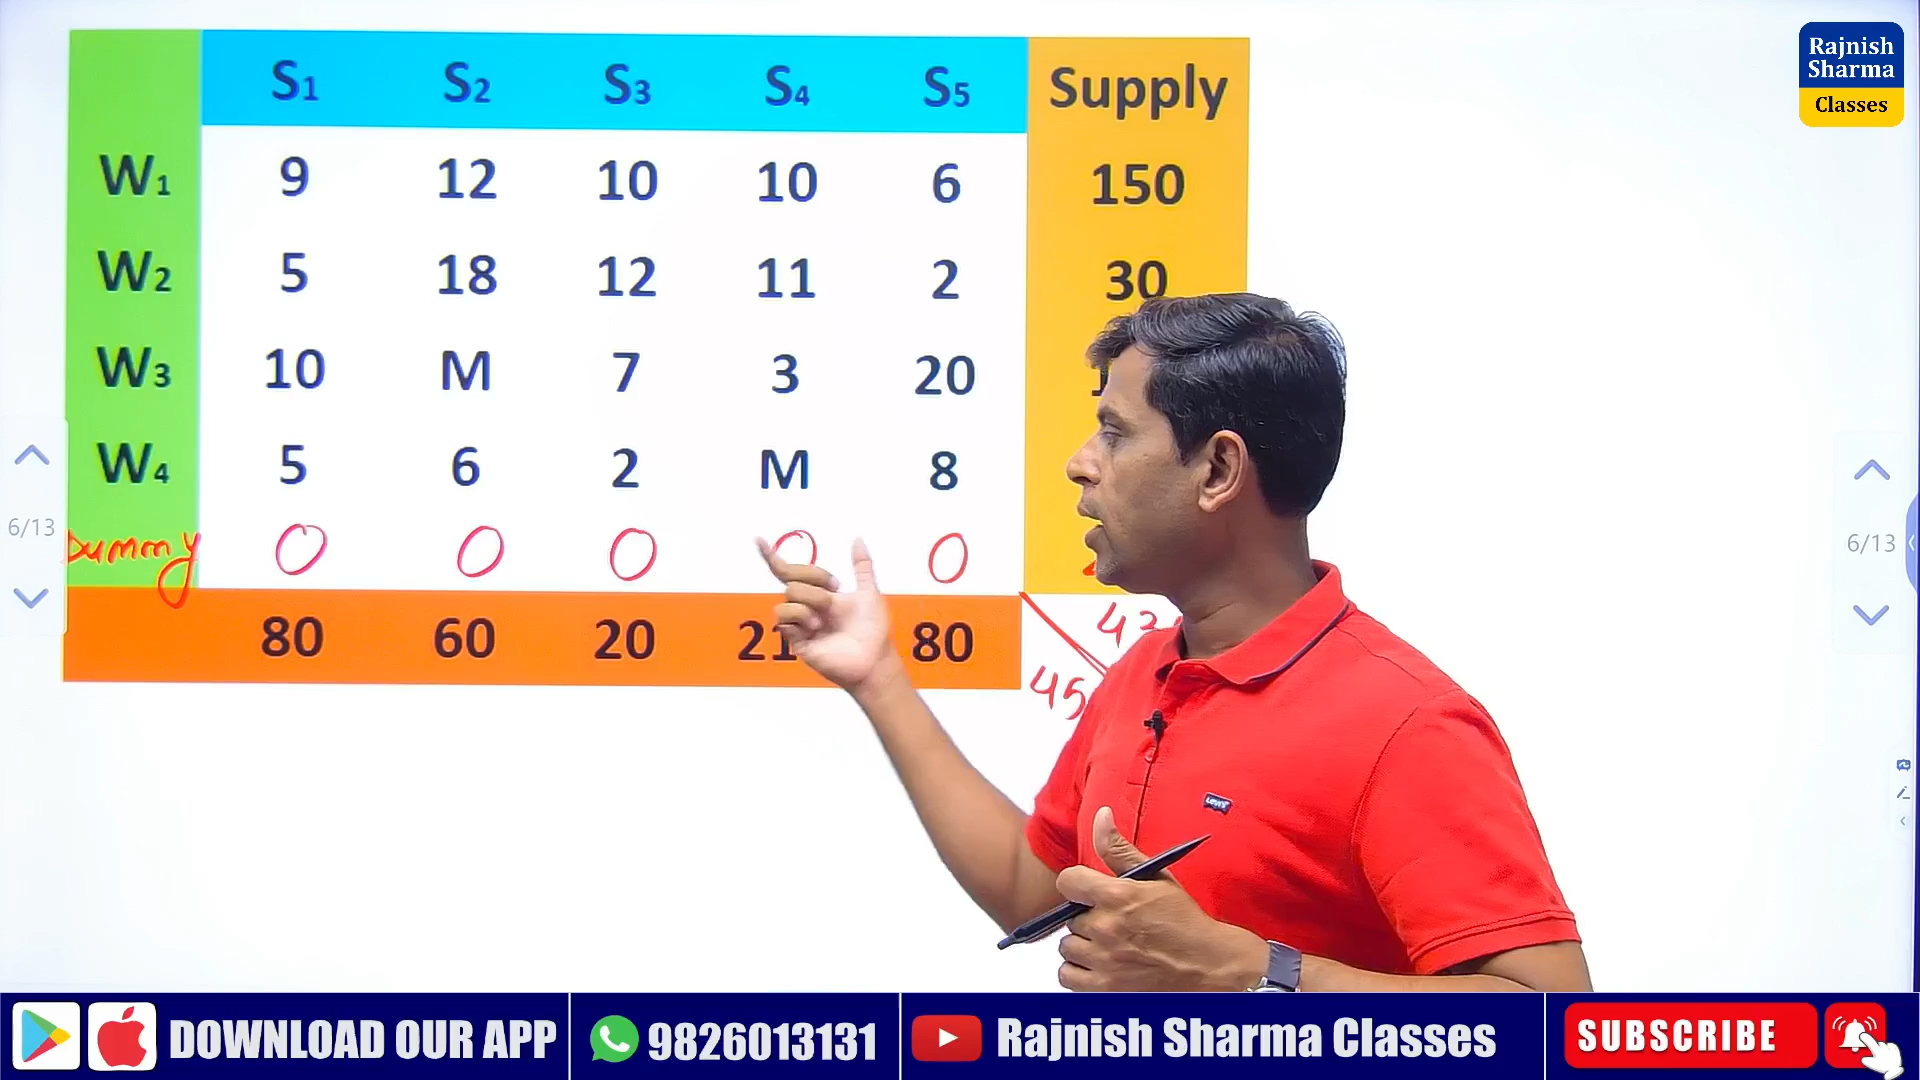 S1 S2 S3 S4 S5 Supply
W1 9 12 10 10 6 150
W2 5 18 12 11 2 30
W3 10 M 7 3 20
W4 5 6 2 M 8
Dummy 0 0 0 0 0
80 60 20 80
Rajnish
Sharma
Classes
6/13
6/13
Levi's
DOWNLOAD OUR APP 9826013131 Rajnish Sharma Classes SUBSCRIBE